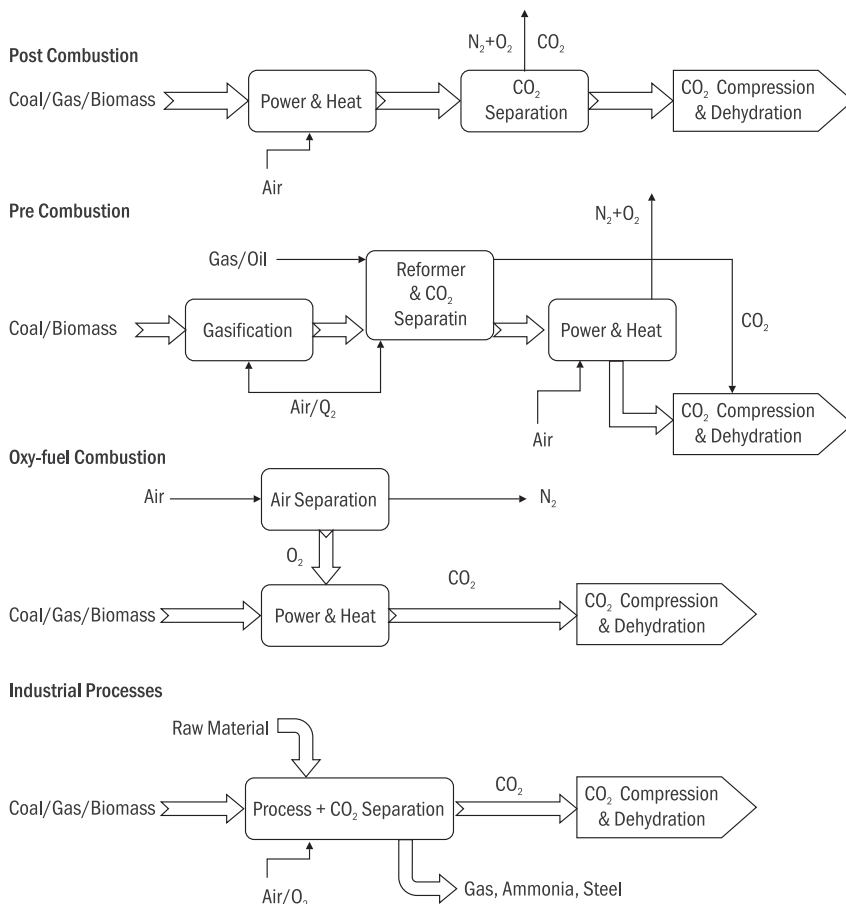 Post Combustion
N₂+O₂
CO₂
Coal/Gas/Biomass
Power & Heat
CO₂
Separation
CO₂ Compression
& Dehydration
Air
Pre Combustion
N₂+O₂
Gas/Oil
Reformer
& CO₂
Separatin
Coal/Biomass
Gasification
Power & Heat
CO₂
Air/Q₂
Air
CO₂ Compression
& Dehydration
Oxy-fuel Combustion
Air
Air Separation
N₂
O₂
CO₂
Coal/Gas/Biomass
Power & Heat
CO₂ Compression
& Dehydration
Industrial Processes
Raw Material
Coal/Gas/Biomass
Process + CO₂ Separation
CO₂
CO₂ Compression
& Dehydration
Air/O₂
Gas, Ammonia, Steel